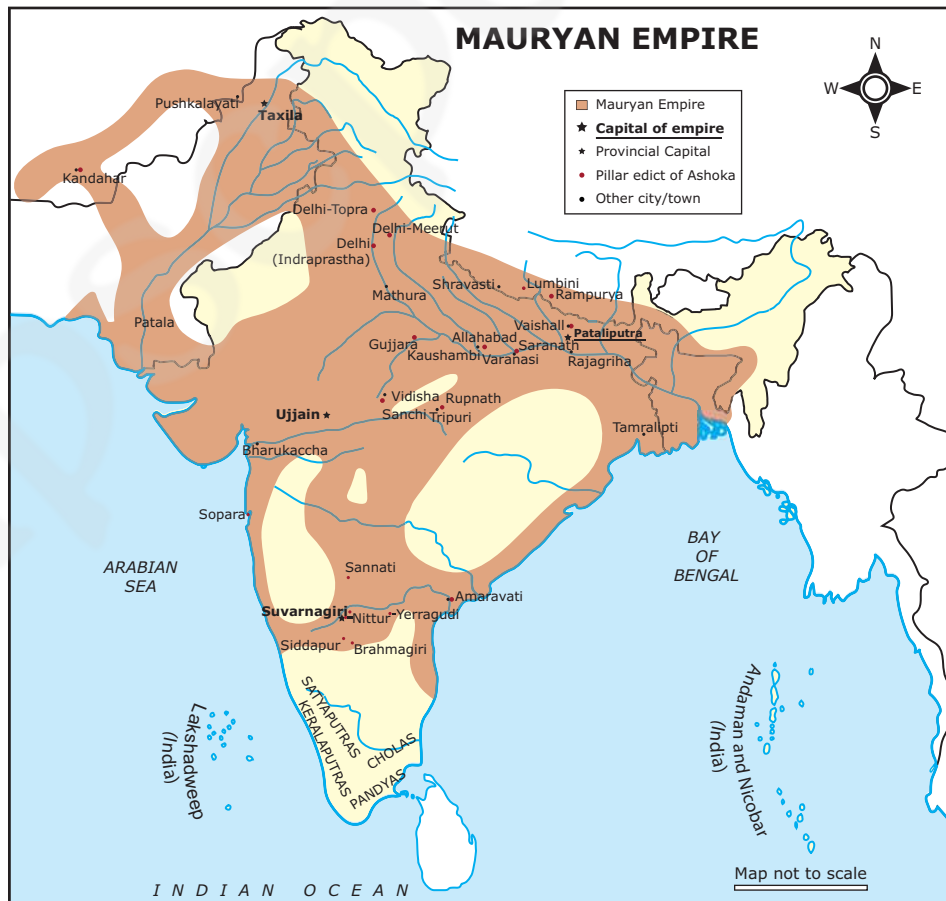 MAURYAN EMPIRE
N
W
E
S
Mauryan Empire
Capital of empire
Provincial Capital
Pillar edict of Ashoka
Other city/town
Pushkalavati
Taxila
Kandahar
Delhi-Topra
Delhi-Meerut
Delhi
(Indraprastha)
Shravasti
Lumbini
Rampurya
Mathura
Patala
Vaishall
Pataliputra
Gujjara
Allahabad
Saranath
Kaushambi
Varanasi
Rajagriha
Vidisha
Rupnath
Ujjain
Sanchi
Tripuri
Tamralipti
Bharukaccha
Sopara
ARABIAN
SEA
BAY
OF
BENGAL
Sannati
Amaravati
Suvarnagiri
Nittur
Yerragudi
Siddapur
Brahmagiri
SATYAPUTRAS
KERALAPUTRAS
CHOLAS
PANDYAS
Lakshadweep
(India)
Andaman and Nicobar
(India)
Map not to scale
INDIAN OCEAN